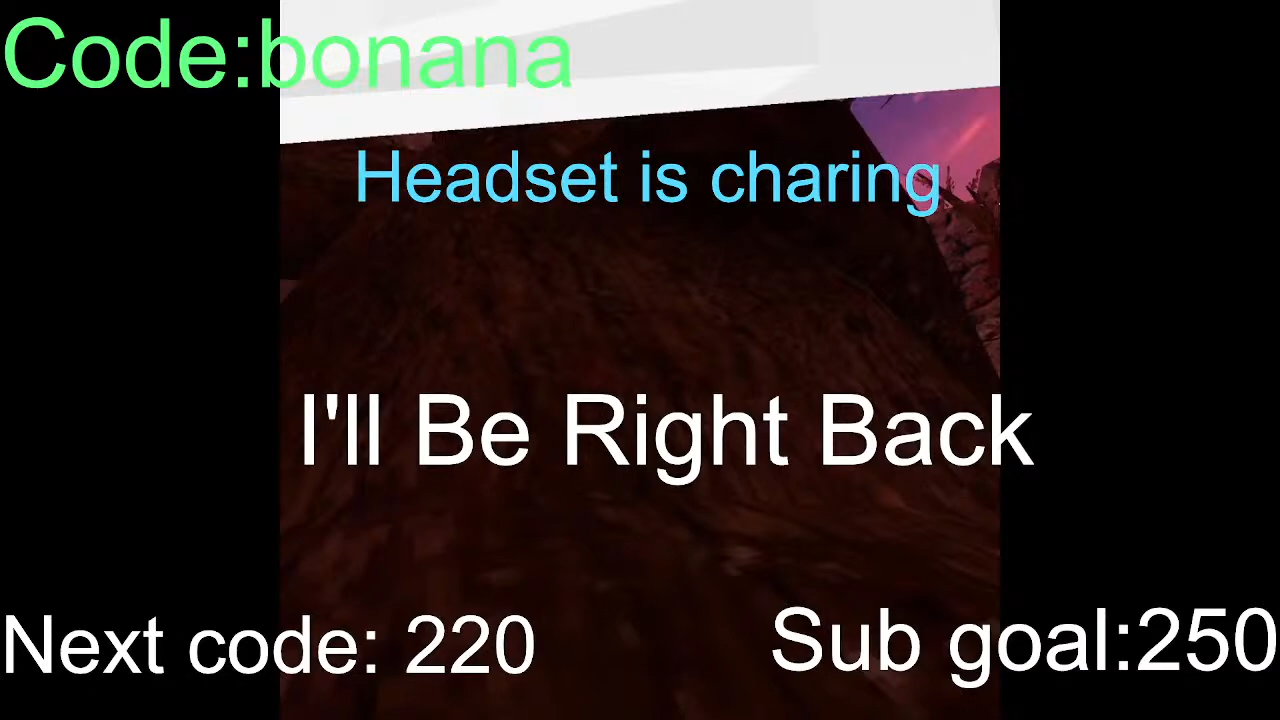 Code:bonana
Headset is charing
I'll Be Right Back
Next code: 220
Sub goal:250